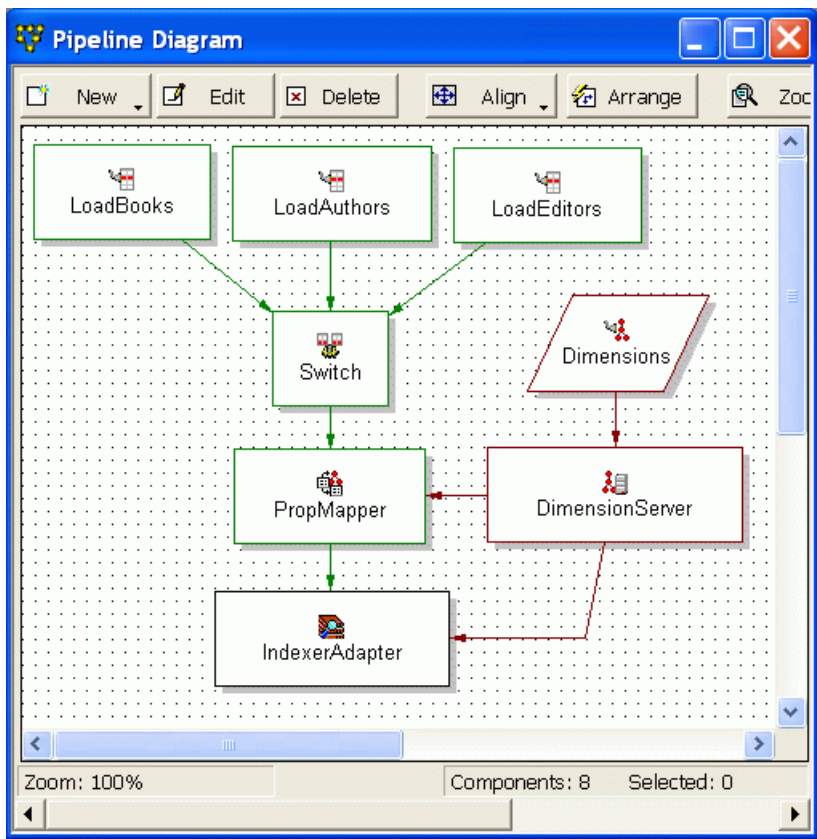 Pipeline Diagram
New Edit Delete Align Arrange Zoc
LoadBooks LoadAuthors LoadEditors
Switch Dimensions
PropMapper DimensionServer
IndexerAdapter
Zoom: 100% Components: 8 Selected: 0